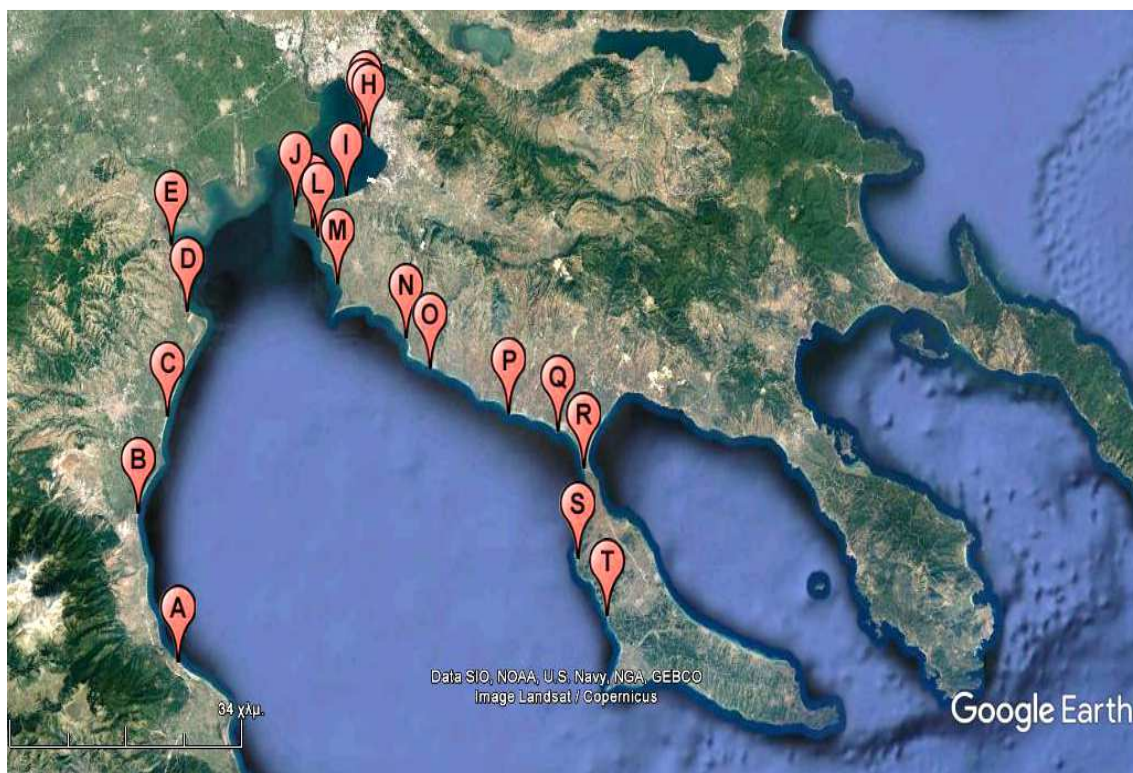 H
I
J
L
E
M
D
N
O
P
C
Q
R
B
S
T
A
Data SIO, NOAA, U.S. Navy, NGA, GEBCO
Image Landsat / Copernicus
34 χλμ.
Google Earth